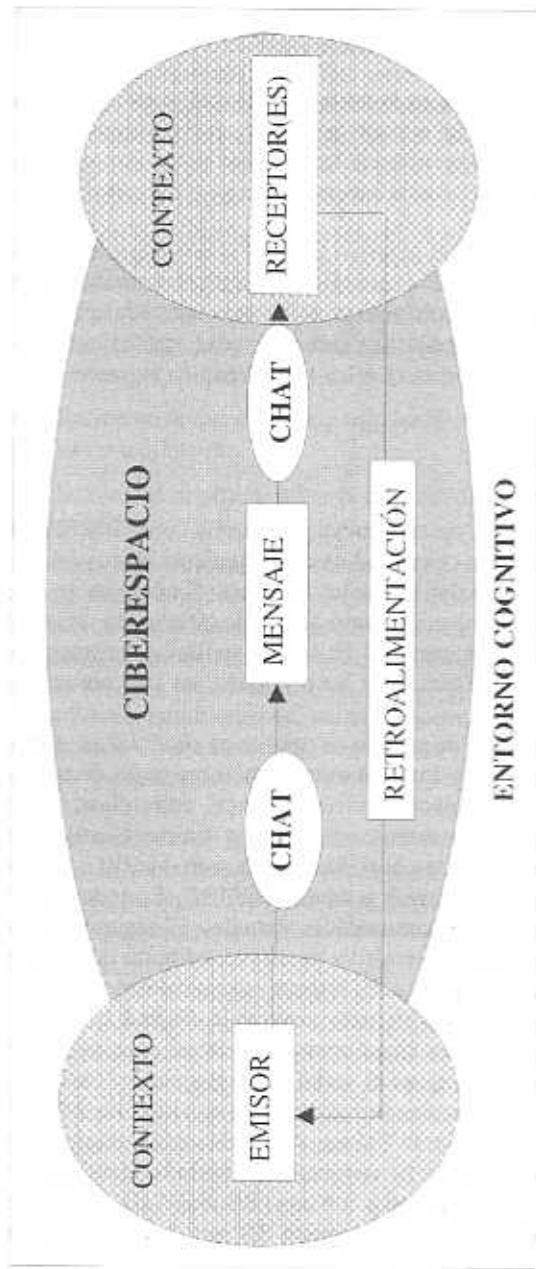 CIBERESPACIO
CONTEXTO
CONTEXTO
EMISOR
CHAT
MENSAJE
CHAT
RECEPTOR(ES)
RETROALIMENTACIÓN
ENTORNO COGNITIVO